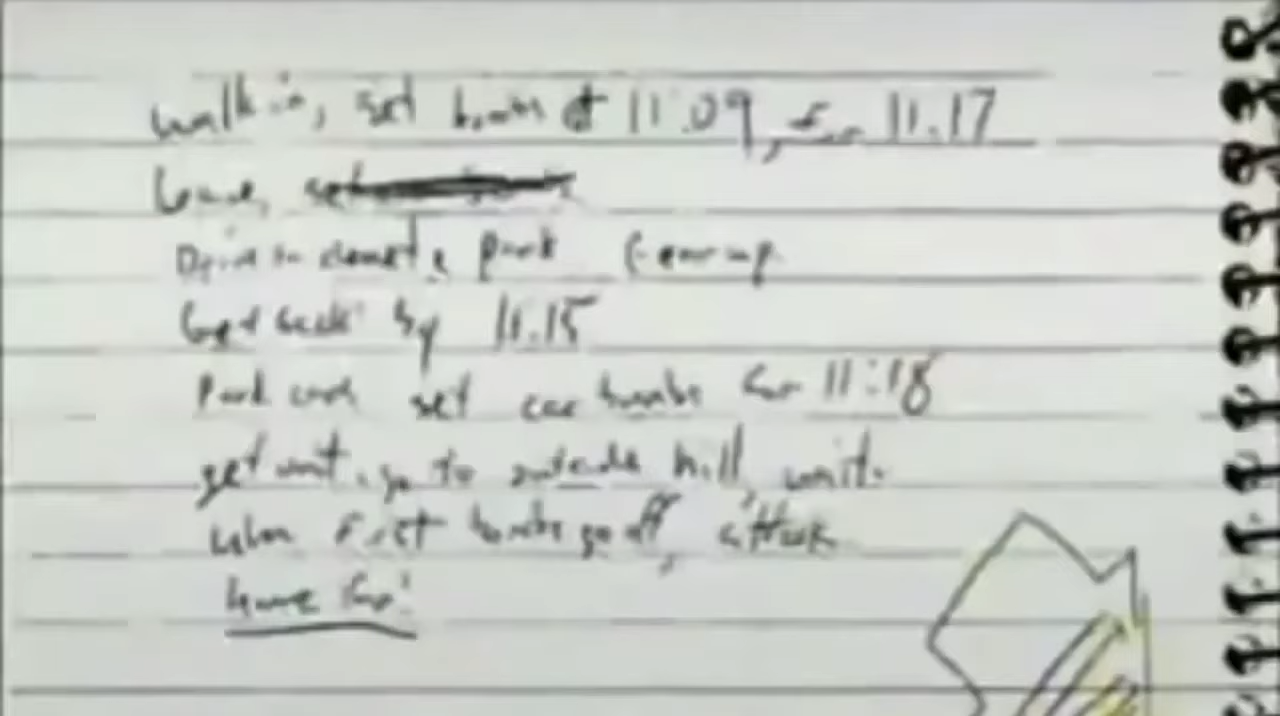 walk in, set bombs at 11:09, for 11.17
leave, set
Drive to Clemete park. Gear up.
Get back by 11.15
Park cars set car bombs for 11:18
get out, go to outside hill, wait.
when first bombs go off, attack.
have fun!